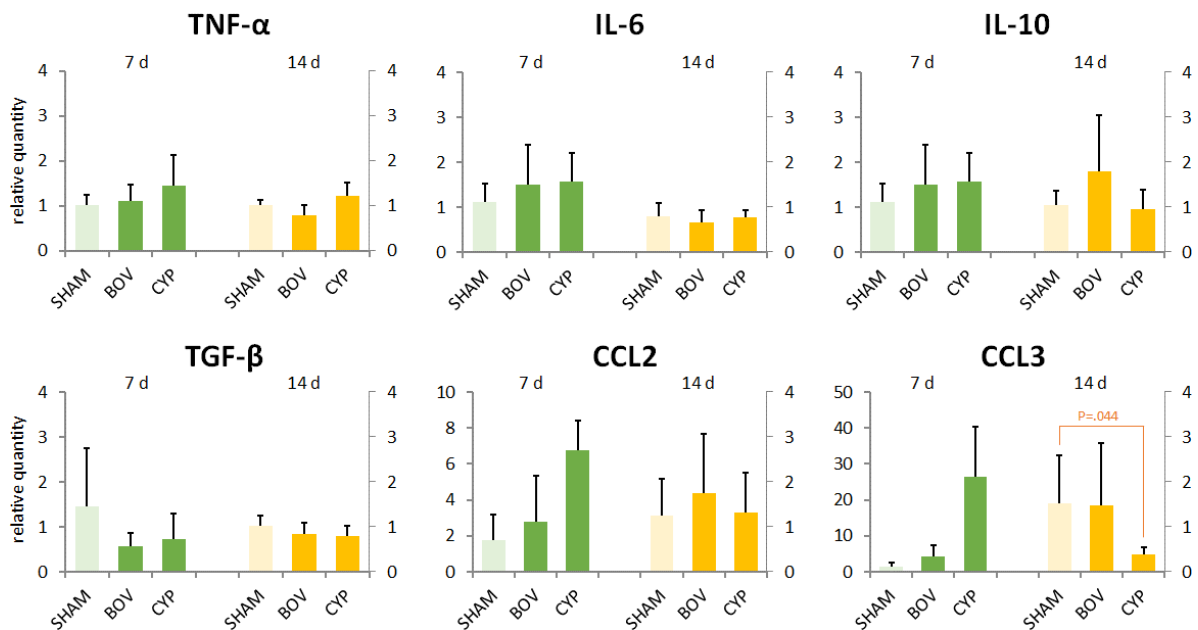 TNF-α
IL-6
IL-10
7 d
14 d
7 d
14 d
7 d
14 d
relative quantity
4
3
2
1
0
4
3
2
1
0
4
3
2
1
0
4
3
2
1
0
4
3
2
1
0
4
3
2
1
0
SHAM
BOV
CYP
SHAM
BOV
CYP
SHAM
BOV
CYP
SHAM
BOV
CYP
SHAM
BOV
CYP
SHAM
BOV
CYP
TGF-β
CCL2
CCL3
7 d
14 d
7 d
14 d
7 d
14 d
relative quantity
4
3
2
1
0
4
3
2
1
0
10
8
6
4
2
0
4
3
2
1
0
50
40
30
20
10
0
4
3
2
1
0
P=.044
SHAM
BOV
CYP
SHAM
BOV
CYP
SHAM
BOV
CYP
SHAM
BOV
CYP
SHAM
BOV
CYP
SHAM
BOV
CYP